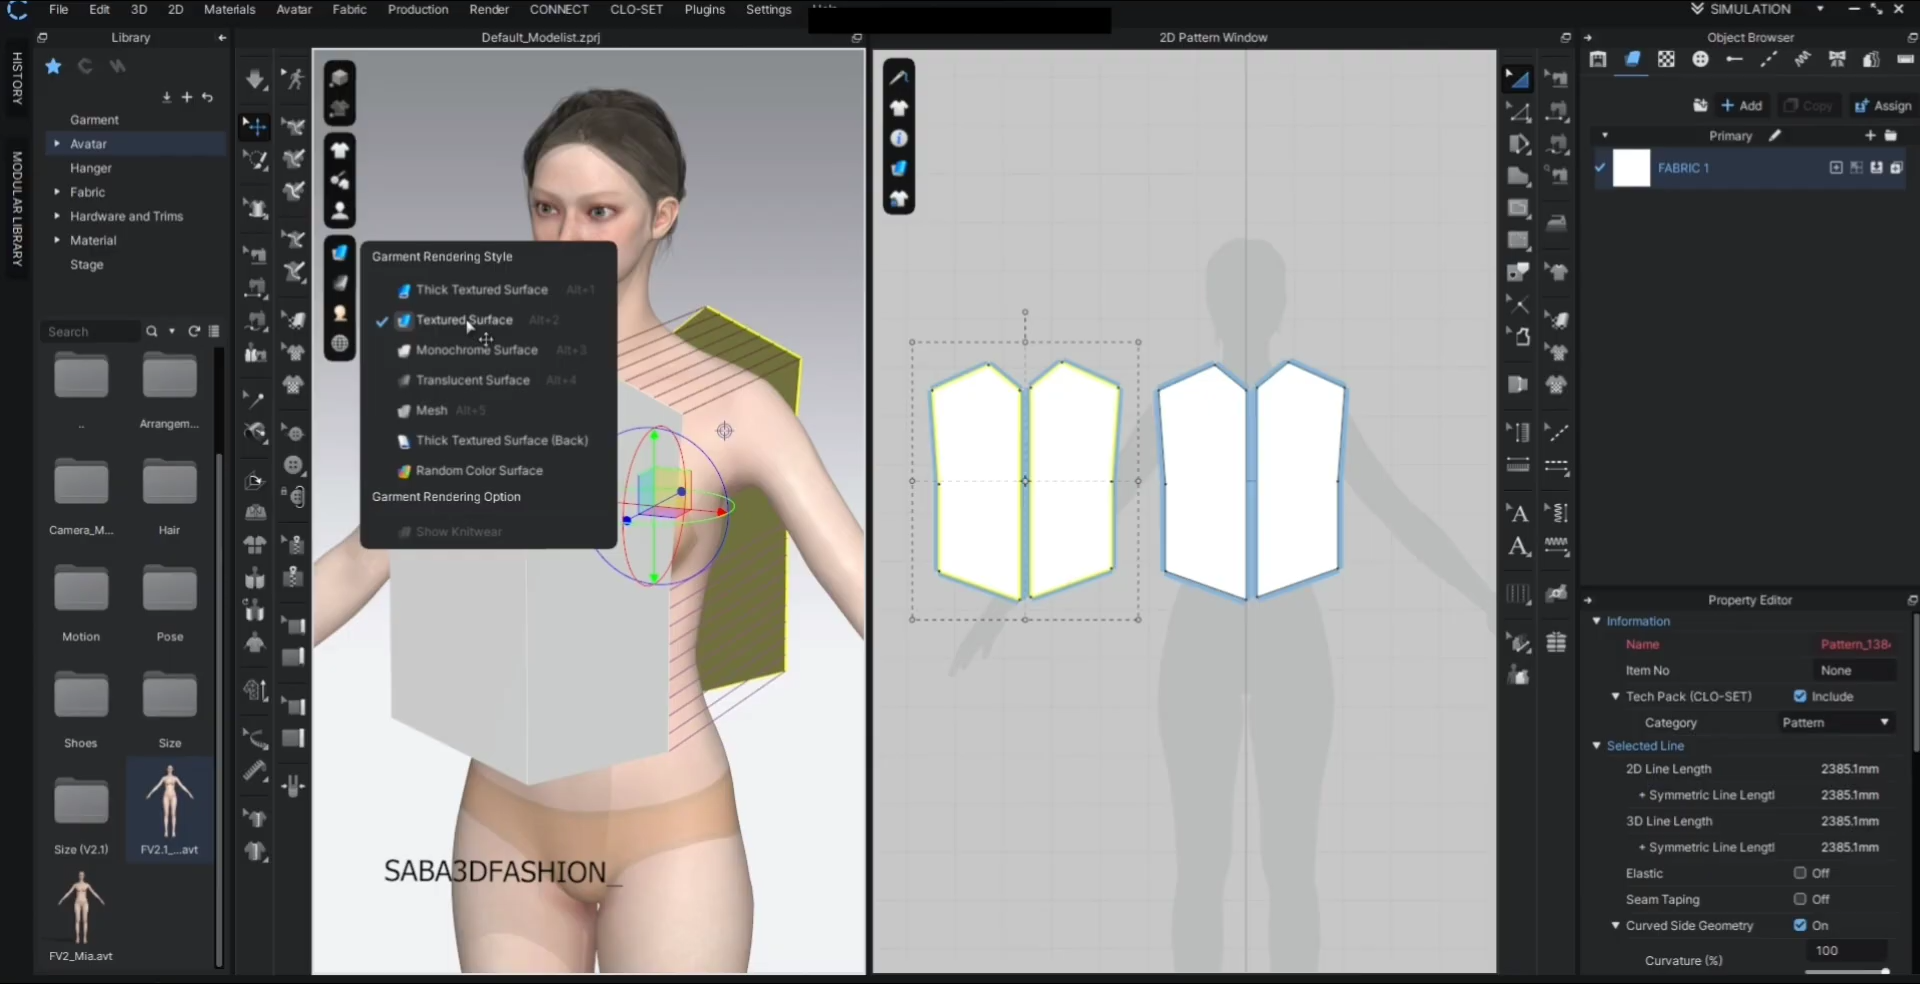 File Edit 3D 2D Materials Avatar Fabric Production Render CONNECT CLO-SET Plugins Settings
SIMULATION
HISTORY
MODULAR LIBRARY
Library
Garment
Avatar
Hanger
Fabric
Hardware and Trims
Material
Stage
Search
..
Arrangem...
Camera_M...
Hair
Motion
Pose
Shoes
Size
Size (V2.1)
FV2.1_...avt
FV2_Mia.avt
Default_Modelist.zprj
Garment Rendering Style
Thick Textured Surface Alt+1
Textured Surface Alt+2
Monochrome Surface Alt+3
Translucent Surface Alt+4
Mesh Alt+5
Thick Textured Surface (Back)
Random Color Surface
Garment Rendering Option
Show Knitwear
SABA3DFASHION_
2D Pattern Window
A
A
Object Browser
Add Copy Assign
Primary
FABRIC 1
Property Editor
Information
Name Pattern_138
Item No None
Tech Pack (CLO-SET) Include
Category Pattern
Selected Line
2D Line Length 2385.1mm
+ Symmetric Line Lengtl 2385.1mm
3D Line Length 2385.1mm
+ Symmetric Line Lengtl 2385.1mm
Elastic Off
Seam Taping Off
Curved Side Geometry On
Curvature (%) 100